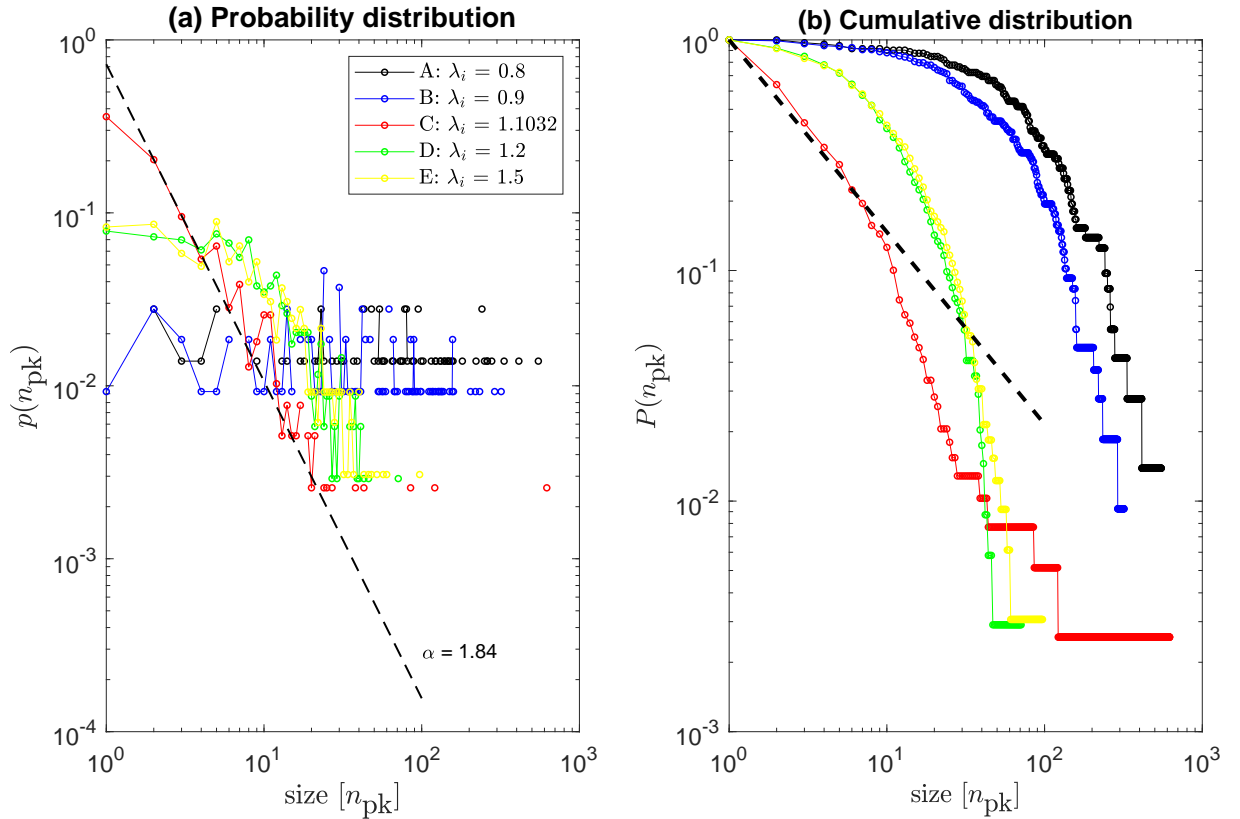 (a) Probability distribution
10^0
10^-1
10^-2
10^-3
10^-4
p(n_pk)
A: λ_i = 0.8
B: λ_i = 0.9
C: λ_i = 1.1032
D: λ_i = 1.2
E: λ_i = 1.5
α = 1.84
10^0
10^1
10^2
10^3
size [n_pk]
(b) Cumulative distribution
10^0
10^-1
10^-2
10^-3
P(n_pk)
10^0
10^1
10^2
10^3
size [n_pk]